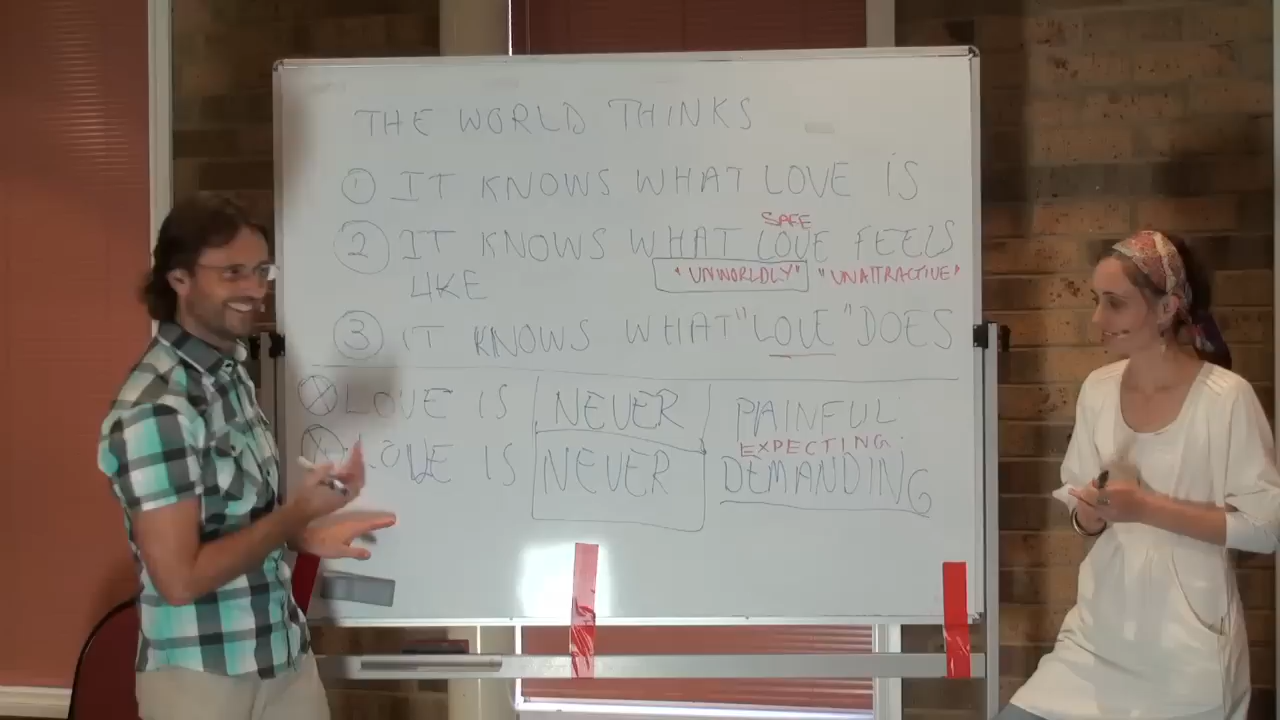 THE WORLD THINKS
① IT KNOWS WHAT LOVE IS
SAFE
② IT KNOWS WHAT LOVE FEELS
LIKE
"UNWORLDLY" "UNATTRACTIVE"
③ IT KNOWS WHAT "LOVE" DOES
LOVE IS NEVER PAINFUL
EXPECTING
LOVE IS NEVER DEMANDING